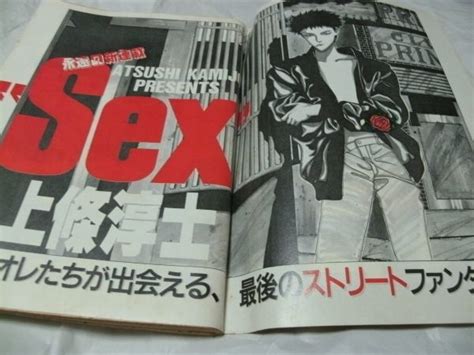 ATSUSHI KAMIJ
PRESENTS
"Sex
上條淳士
オレたちが出会える、
最後のストリートファンタ
PRIN